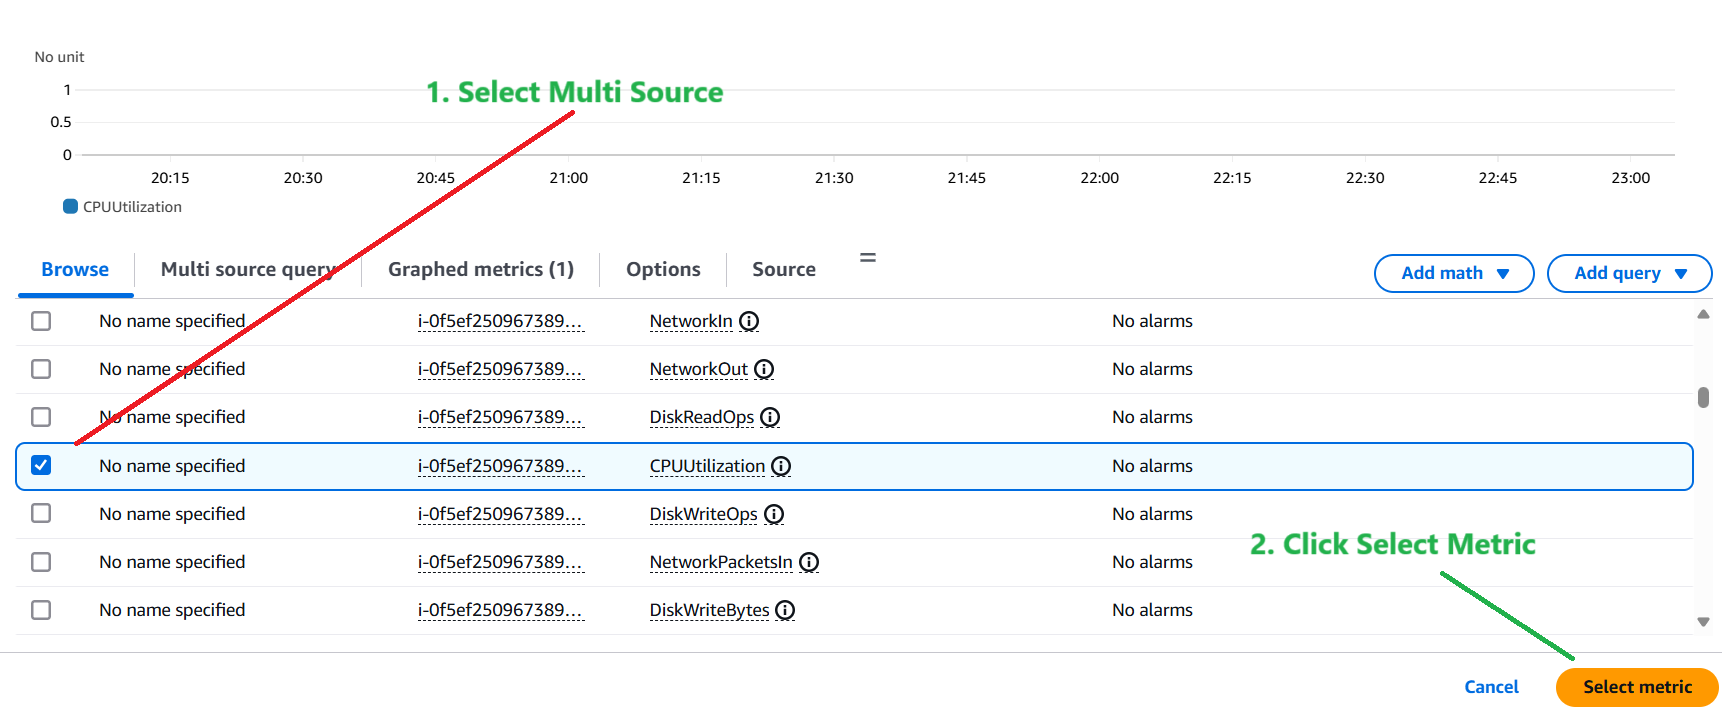 No unit
1
1. Select Multi Source
0.5
0
20:15 20:30 20:45 21:00 21:15 21:30 21:45 22:00 22:15 22:30 22:45 23:00
CPUUtilization
Browse Multi source query Graphed metrics (1) Options Source = Add math Add query
No name specified i-0f5ef250967389... NetworkIn No alarms
No name specified i-0f5ef250967389... NetworkOut No alarms
No name specified i-0f5ef250967389... DiskReadOps No alarms
No name specified i-0f5ef250967389... CPUUtilization No alarms
No name specified i-0f5ef250967389... DiskWriteOps No alarms
2. Click Select Metric
No name specified i-0f5ef250967389... NetworkPacketsIn No alarms
No name specified i-0f5ef250967389... DiskWriteBytes No alarms
Cancel Select metric